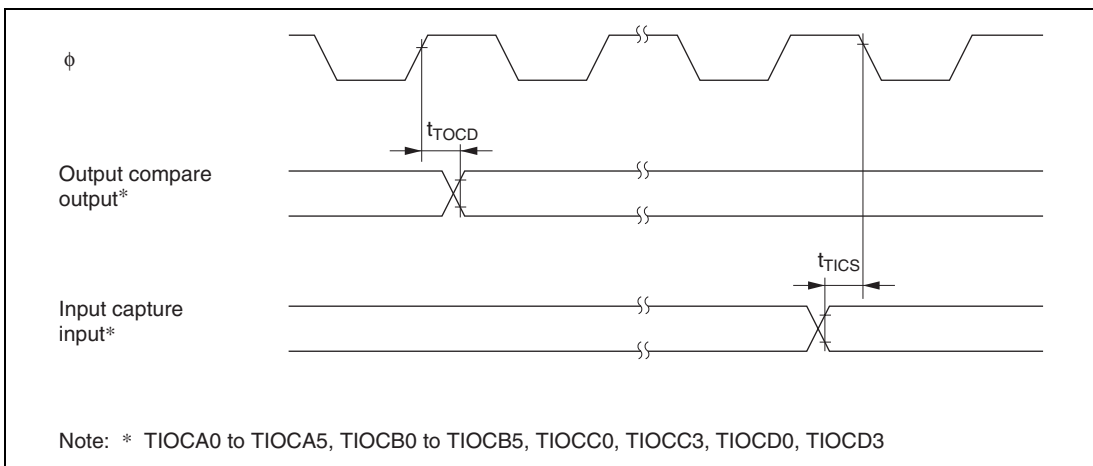 ϕ
tTOCD
Output compare
output*
tTICS
Input capture
input*
Note: * TIOCA0 to TIOCA5, TIOCB0 to TIOCB5, TIOCC0, TIOCC3, TIOCD0, TIOCD3